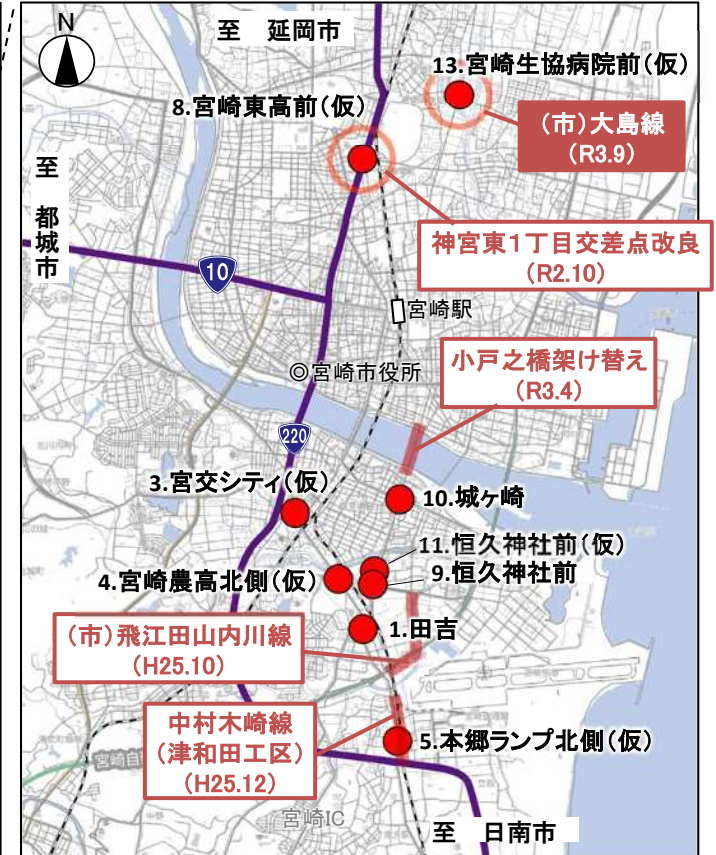 N
至 延岡市
13.宮崎生協病院前(仮)
8.宮崎東高前(仮)
(市)大島線
(R3.9)
至 都城市
神宮東1丁目交差点改良
(R2.10)
10
宮崎駅
小戸之橋架け替え
(R3.4)
◎宮崎市役所
220
3.宮交シティ(仮)
10.城ヶ崎
11.恒久神社前(仮)
4.宮崎農高北側(仮)
9.恒久神社前
(市)飛江田山内川線
(H25.10)
1.田吉
中村木崎線
(津和田工区)
(H25.12)
5.本郷ランプ北側(仮)
宮崎自
宮崎IC
至 日南市